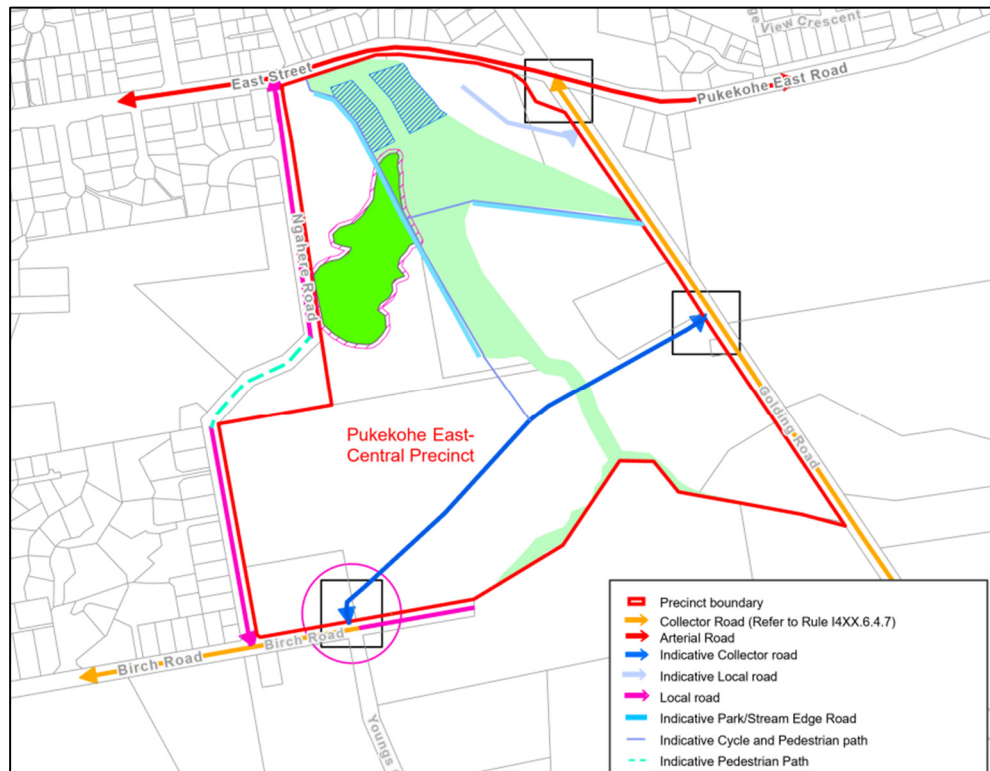 View Crescent
East Street
Pukekohe East Road
Ngahere Road
Pukekohe East-
Central Precinct
Golding Road
Birch Road
Birch Road
Youngs
Precinct boundary
Collector Road (Refer to Rule I4XX.6.4.7)
Arterial Road
Indicative Collector road
Indicative Local road
Local road
Indicative Park/Stream Edge Road
Indicative Cycle and Pedestrian path
Indicative Pedestrian Path